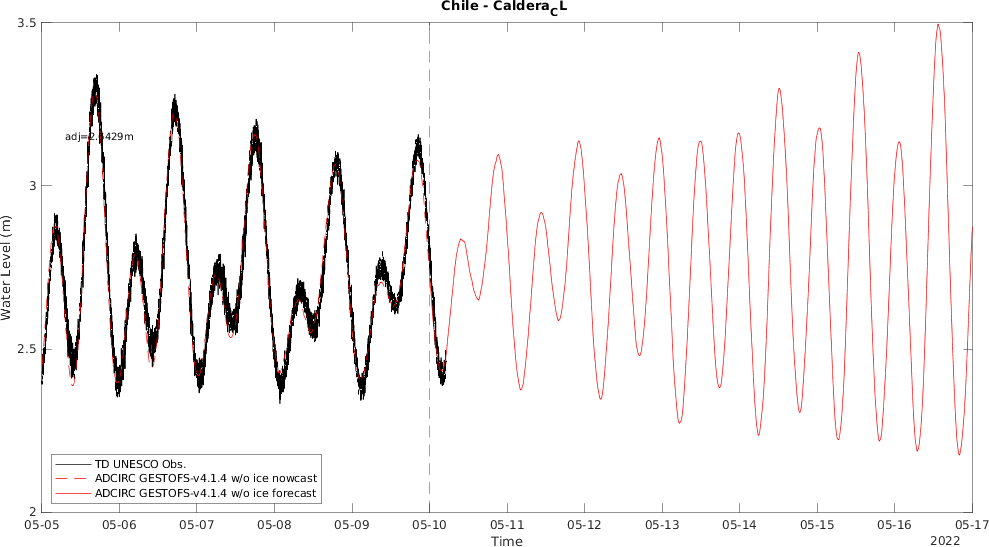 Chile - Caldera_CL
3.5
3
2.5
2
Water Level (m)
adj=2.6429m
TD UNESCO Obs.
ADCIRC GESTOFS-v4.1.4 w/o ice nowcast
ADCIRC GESTOFS-v4.1.4 w/o ice forecast
05-05 05-06 05-07 05-08 05-09 05-10 05-11 05-12 05-13 05-14 05-15 05-16 05-17
Time
2022